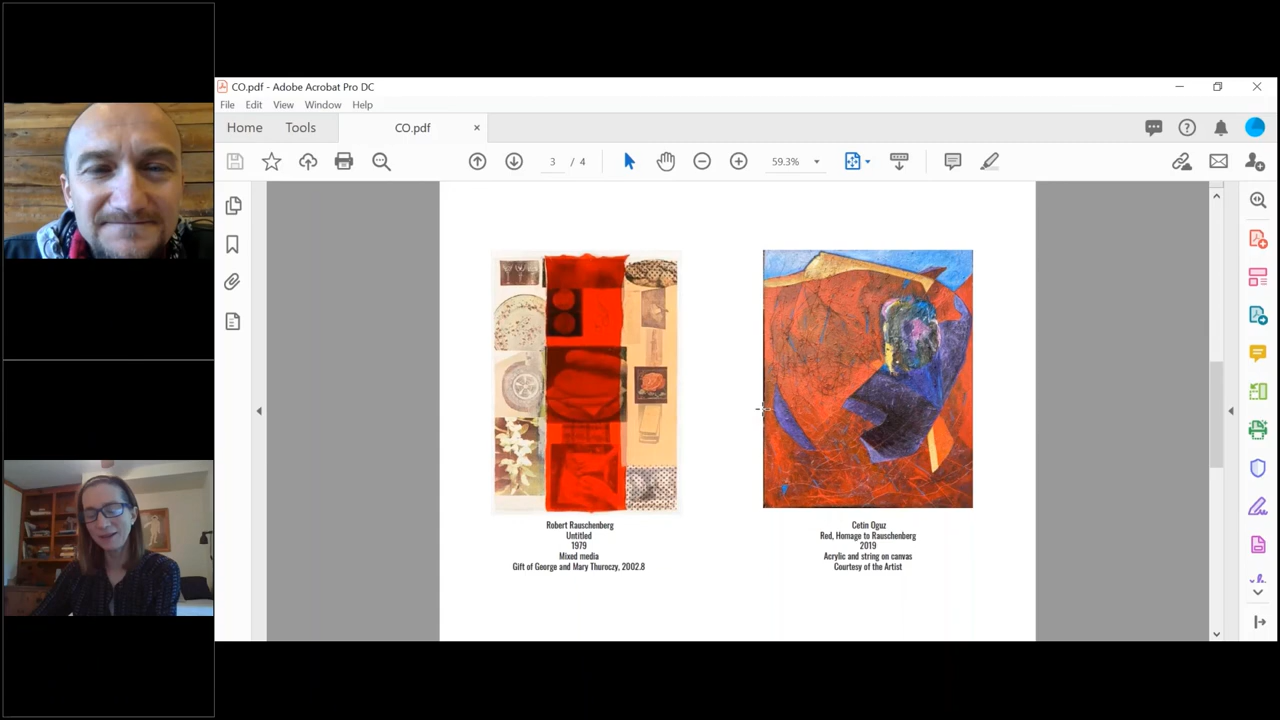 CO.pdf - Adobe Acrobat Pro DC
File Edit View Window Help
Home Tools CO.pdf
3 / 4 59.3%
Robert Rauschenberg
Untitled
1979
Mixed media
Gift of George and Mary Thuroczy, 2002.8
Cetin Oguz
Red, Homage to Rauschenberg
2019
Acrylic and string on canvas
Courtesy of the Artist